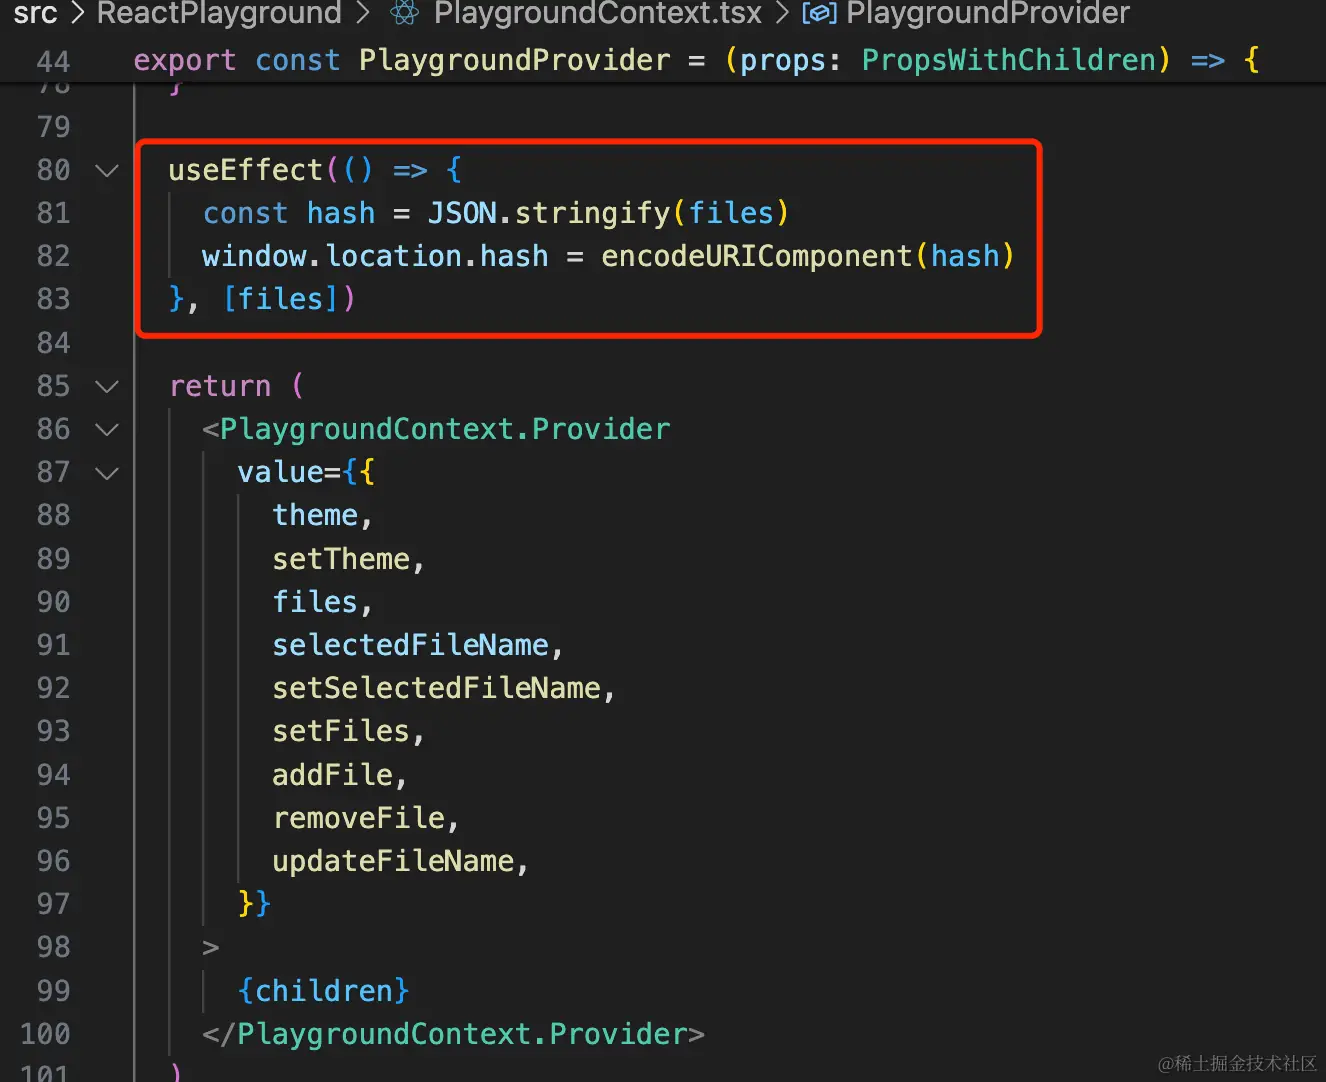 src > ReactPlayground > PlaygroundContext.tsx > PlaygroundProvider
44 export const PlaygroundProvider = (props: PropsWithChildren) => {
78 }
79
80 useEffect(() => {
81 const hash = JSON.stringify(files)
82 window.location.hash = encodeURIComponent(hash)
83 }, [files])
84
85 return (
86 <PlaygroundContext.Provider
87 value={{
88 theme,
89 setTheme,
90 files,
91 selectedFileName,
92 setSelectedFileName,
93 setFiles,
94 addFile,
95 removeFile,
96 updateFileName,
97 }}
98 >
99 {children}
100 </PlaygroundContext.Provider>
101 )
@稀土掘金技术社区